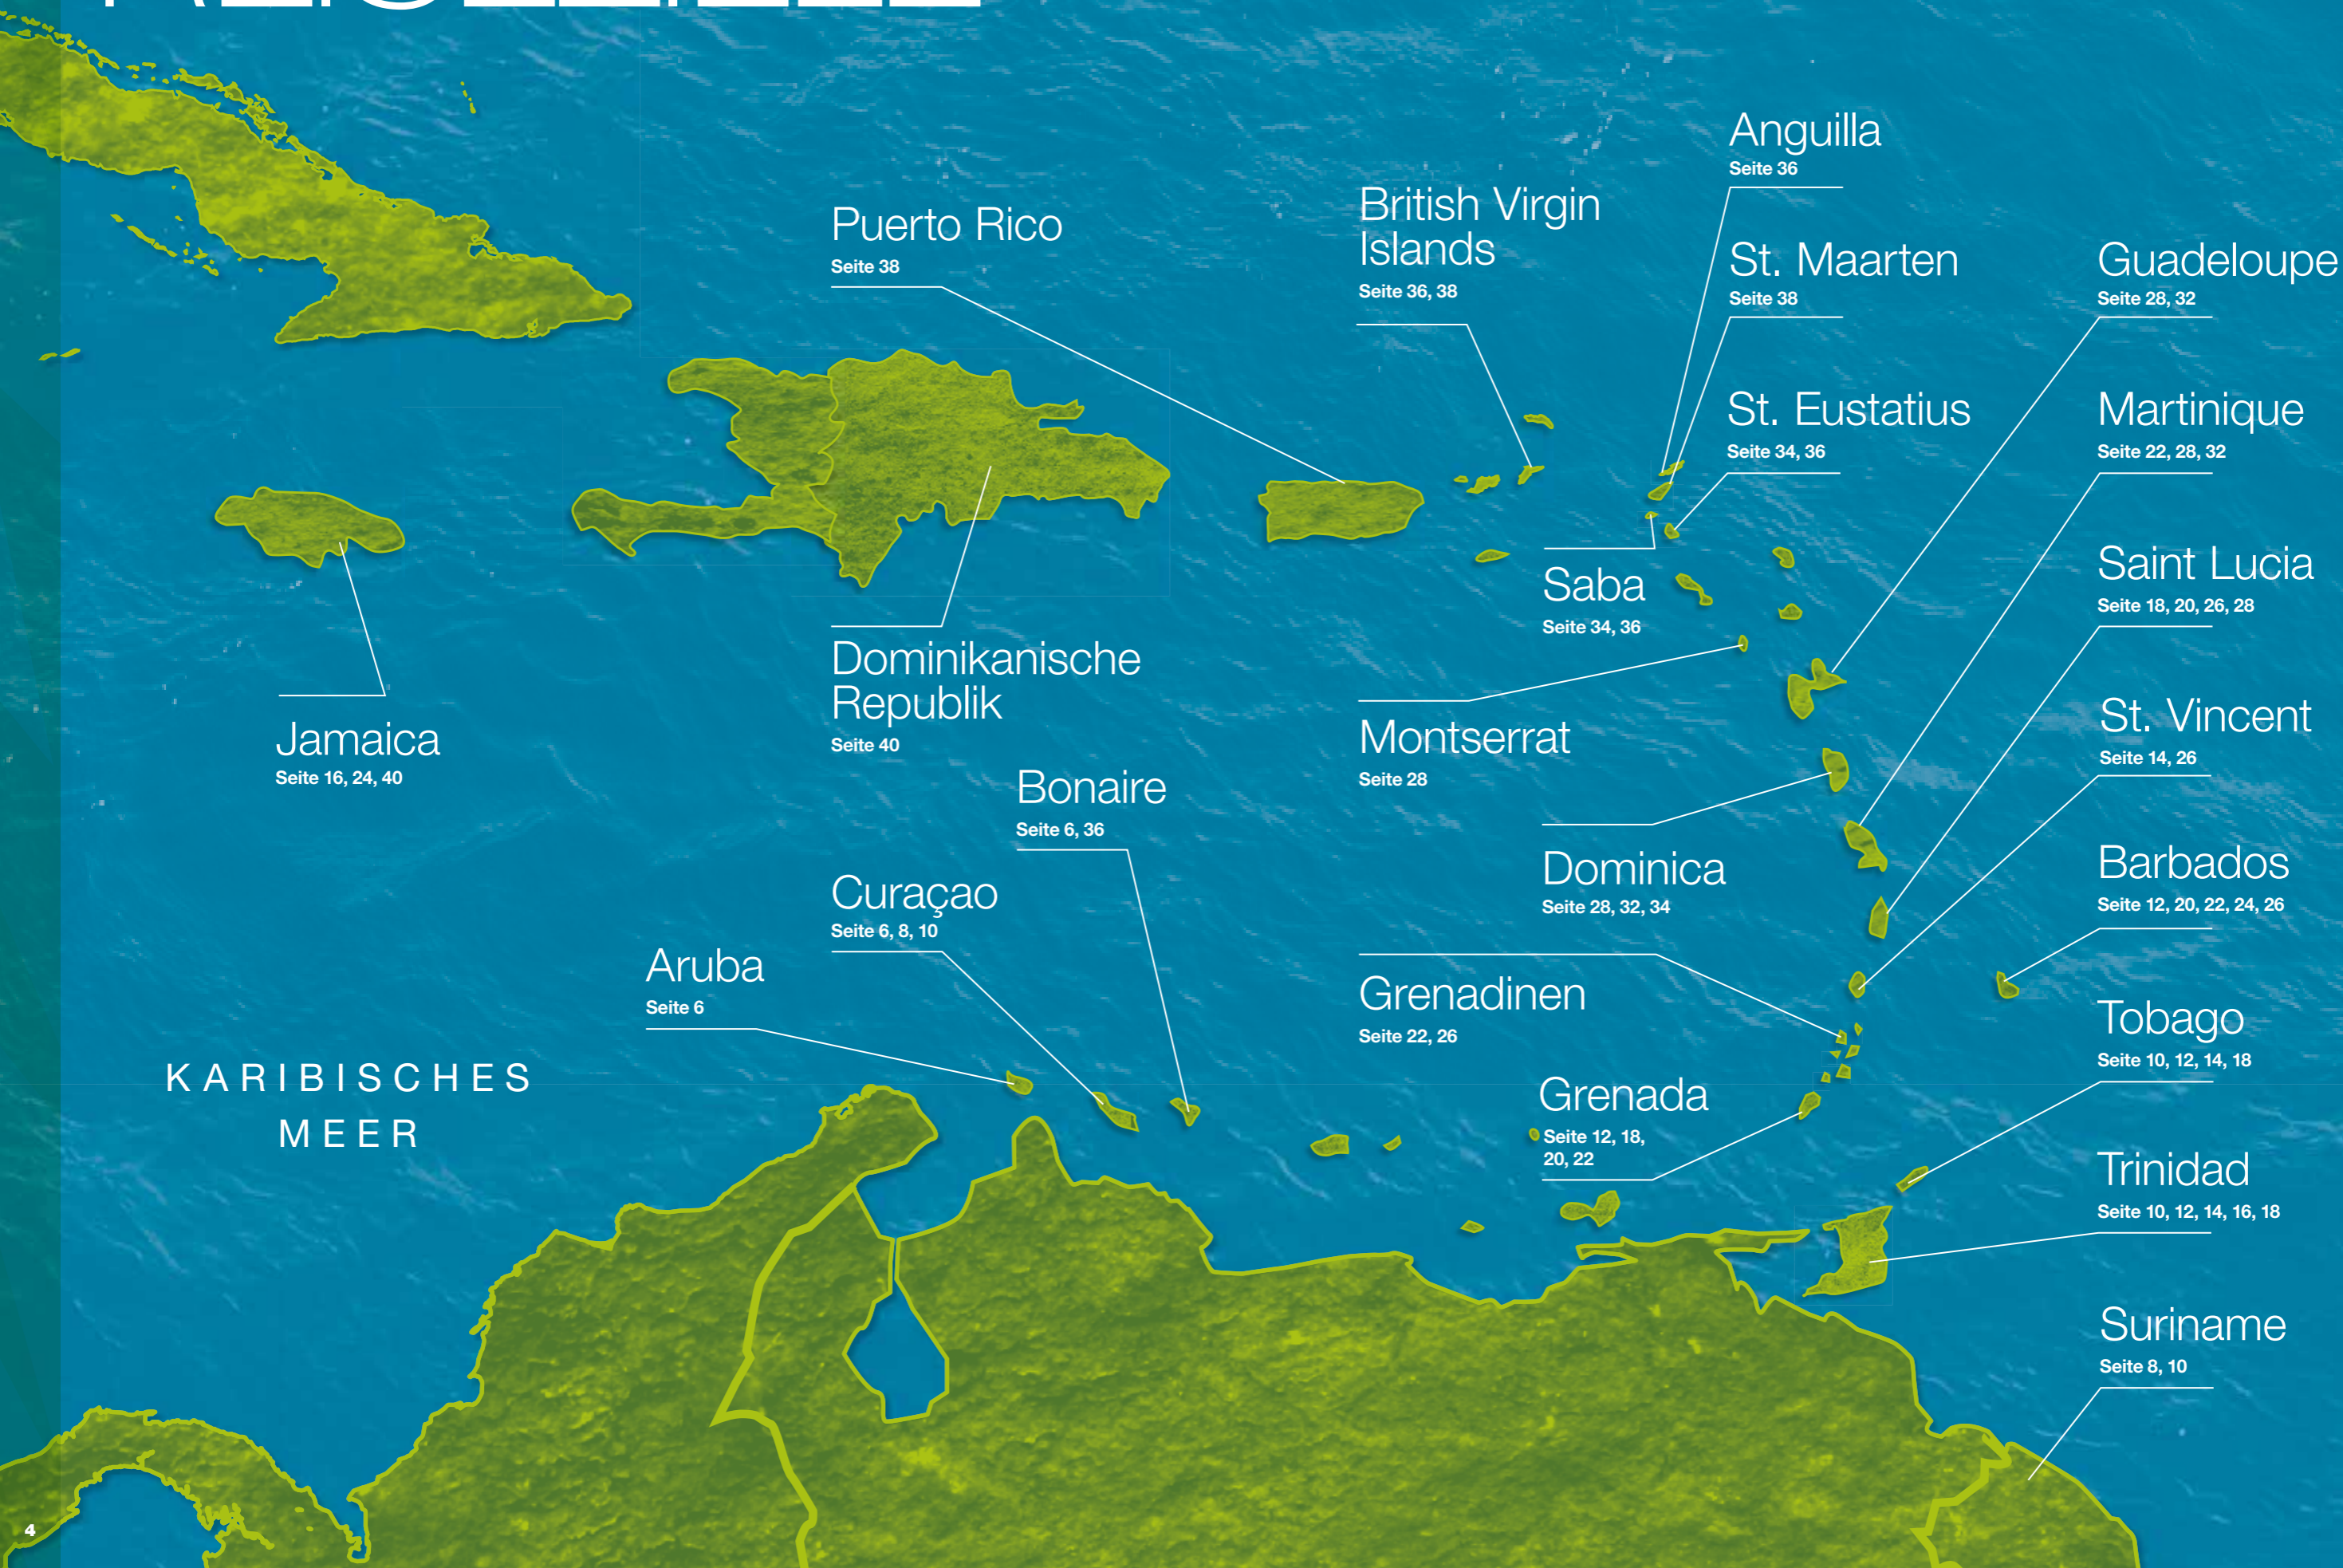 Anguilla
Seite 36
Puerto Rico
Seite 38
British Virgin
Islands
Seite 36, 38
St. Maarten
Seite 38
Guadeloupe
Seite 28, 32
St. Eustatius
Seite 34, 36
Martinique
Seite 22, 28, 32
Saba
Seite 34, 36
Saint Lucia
Seite 18, 20, 26, 28
Dominikanische
Republik
Seite 40
Jamaica
Seite 16, 24, 40
Montserrat
Seite 28
St. Vincent
Seite 14, 26
Bonaire
Seite 6, 36
Dominica
Seite 28, 32, 34
Barbados
Seite 12, 20, 22, 24, 26
Curaçao
Seite 6, 8, 10
Aruba
Seite 6
Grenadinen
Seite 22, 26
Tobago
Seite 10, 12, 14, 18
KARIBISCHES
MEER
Grenada
Seite 12, 18,
20, 22
Trinidad
Seite 10, 12, 14, 16, 18
Suriname
Seite 8, 10
4